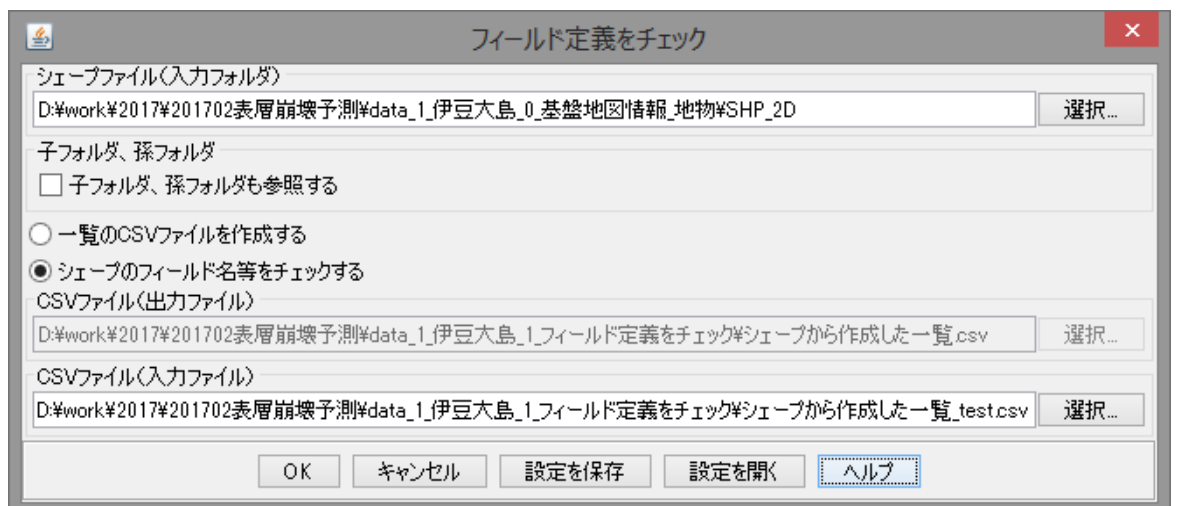 フィールド定義をチェック
シェープファイル(入力フォルダ)
D:¥work¥2017¥201702表層崩壊予測¥data_1_伊豆大島_0_基盤地図情報_地物¥SHP_2D
選択...
子フォルダ、孫フォルダ
子フォルダ、孫フォルダも参照する
一覧のCSVファイルを作成する
シェープのフィールド名等をチェックする
CSVファイル(出力ファイル)
D:¥work¥2017¥201702表層崩壊予測¥data_1_伊豆大島_1_フィールド定義をチェック¥シェープから作成した一覧.csv
選択...
CSVファイル(入力ファイル)
D:¥work¥2017¥201702表層崩壊予測¥data_1_伊豆大島_1_フィールド定義をチェック¥シェープから作成した一覧_test.csv
選択...
OK
キャンセル
設定を保存
設定を開く
ヘルプ